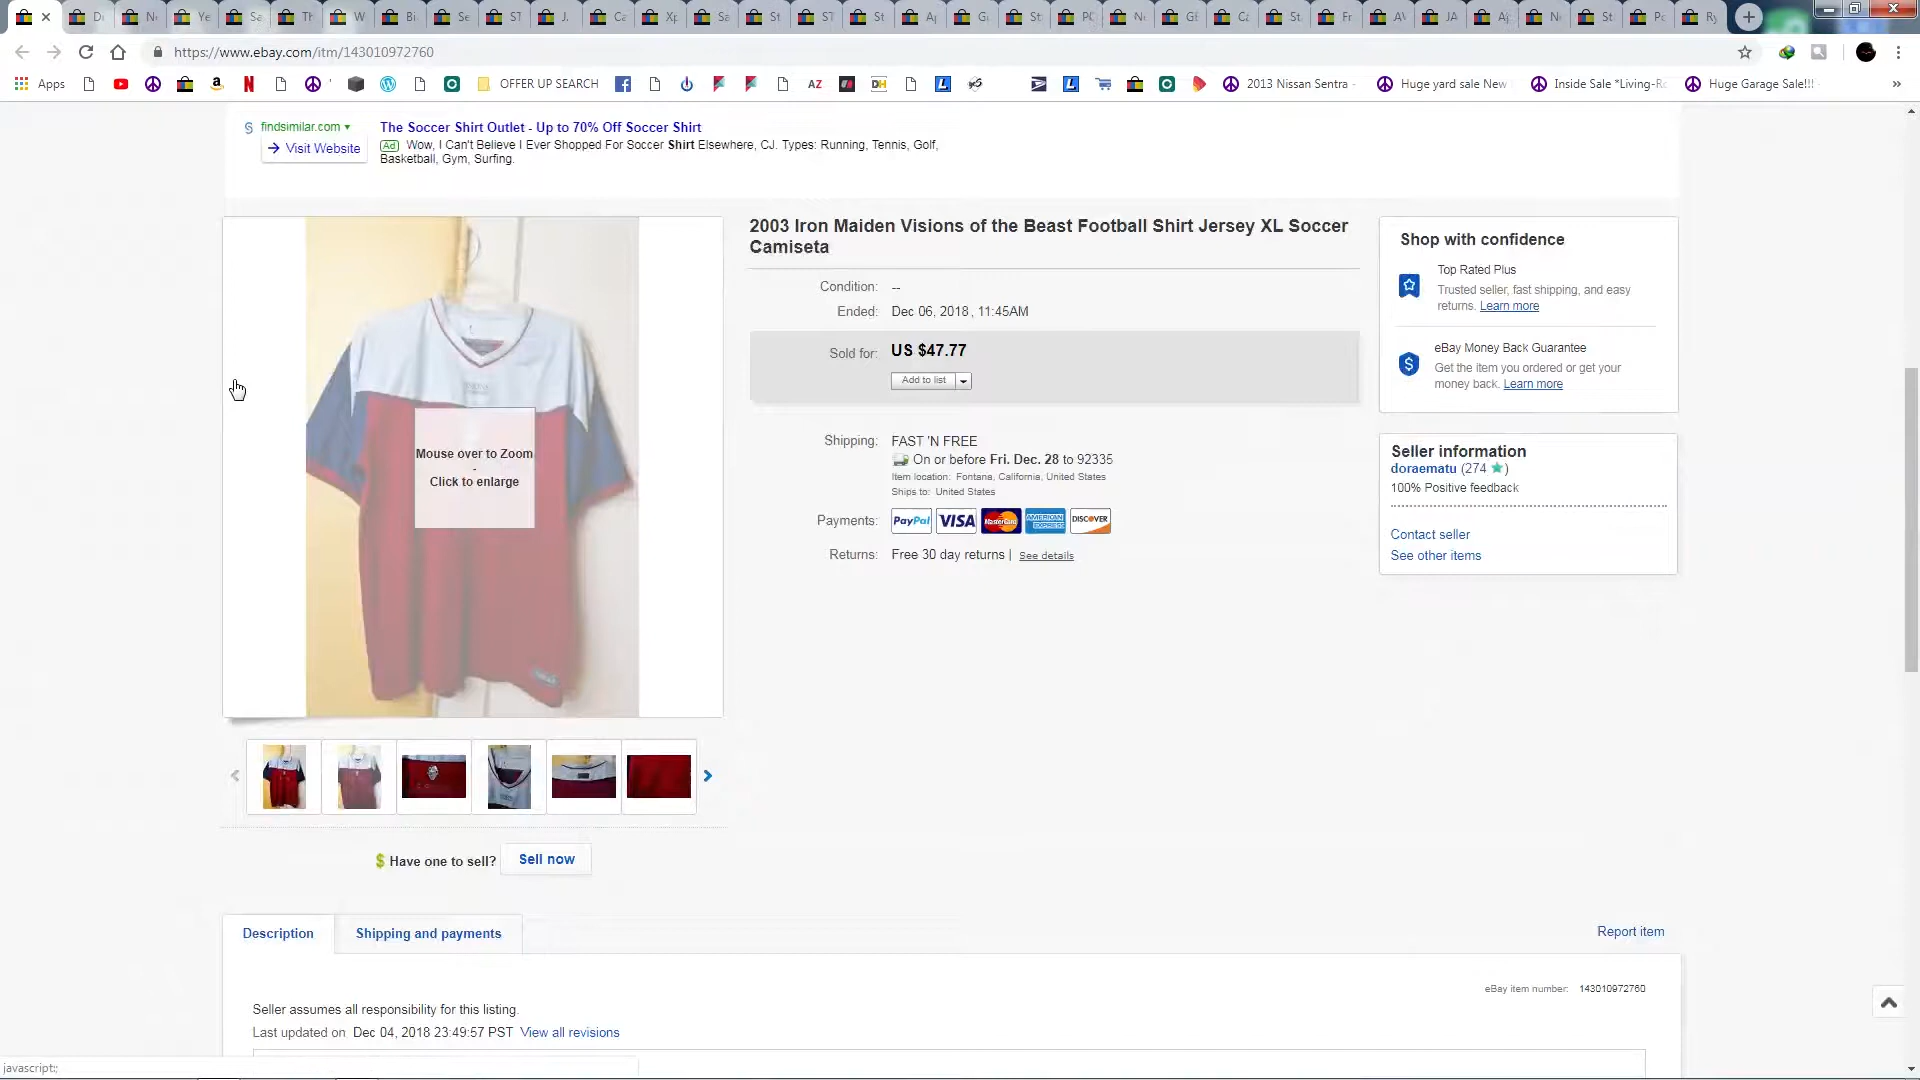 https://www.ebay.com/itm/143010972760
Apps
OFFER UP SEARCH
AZ
DH
2013 Nissan Sentra -
Huge yard sale New
Inside Sale *Living-R
Huge Garage Sale!!!
»
findsimilar.com
The Soccer Shirt Outlet - Up to 70% Off Soccer Shirt
→ Visit Website
Ad Wow, I Can't Believe I Ever Shopped For Soccer Shirt Elsewhere, CJ. Types: Running, Tennis, Golf,
Basketball, Gym, Surfing.
2003 Iron Maiden Visions of the Beast Football Shirt Jersey XL Soccer
Camiseta
Condition: --
Ended: Dec 06, 2018 , 11:45AM
Sold for: US $47.77
Add to list
Shipping: FAST 'N FREE
On or before Fri. Dec. 28 to 92335
Item location: Fontana, California, United States
Ships to: United States
Payments: PayPal VISA MasterCard AMERICAN EXPRESS DISCOVER
Returns: Free 30 day returns | See details
Shop with confidence
Top Rated Plus
Trusted seller, fast shipping, and easy
returns. Learn more
eBay Money Back Guarantee
Get the item you ordered or get your
money back. Learn more
Seller information
doraematu (274 ★)
100% Positive feedback
Contact seller
See other items
Mouse over to Zoom
-
Click to enlarge
$ Have one to sell? Sell now
Description
Shipping and payments
Report item
eBay item number: 143010972760
Seller assumes all responsibility for this listing.
Last updated on Dec 04, 2018 23:49:57 PST View all revisions
javascript:;